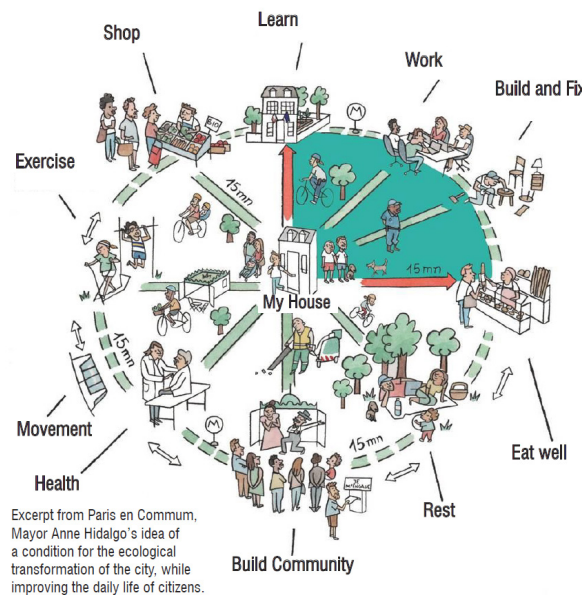 Learn
Shop
Work
Build and Fix
BIO
M
Exercise
15mn
My House
15mn
15mn
Movement
M
15mn
Eat well
Health
Rest
Build Community
Excerpt from Paris en Commum,
Mayor Anne Hidalgo's idea of
a condition for the ecological
transformation of the city, while
improving the daily life of citizens.